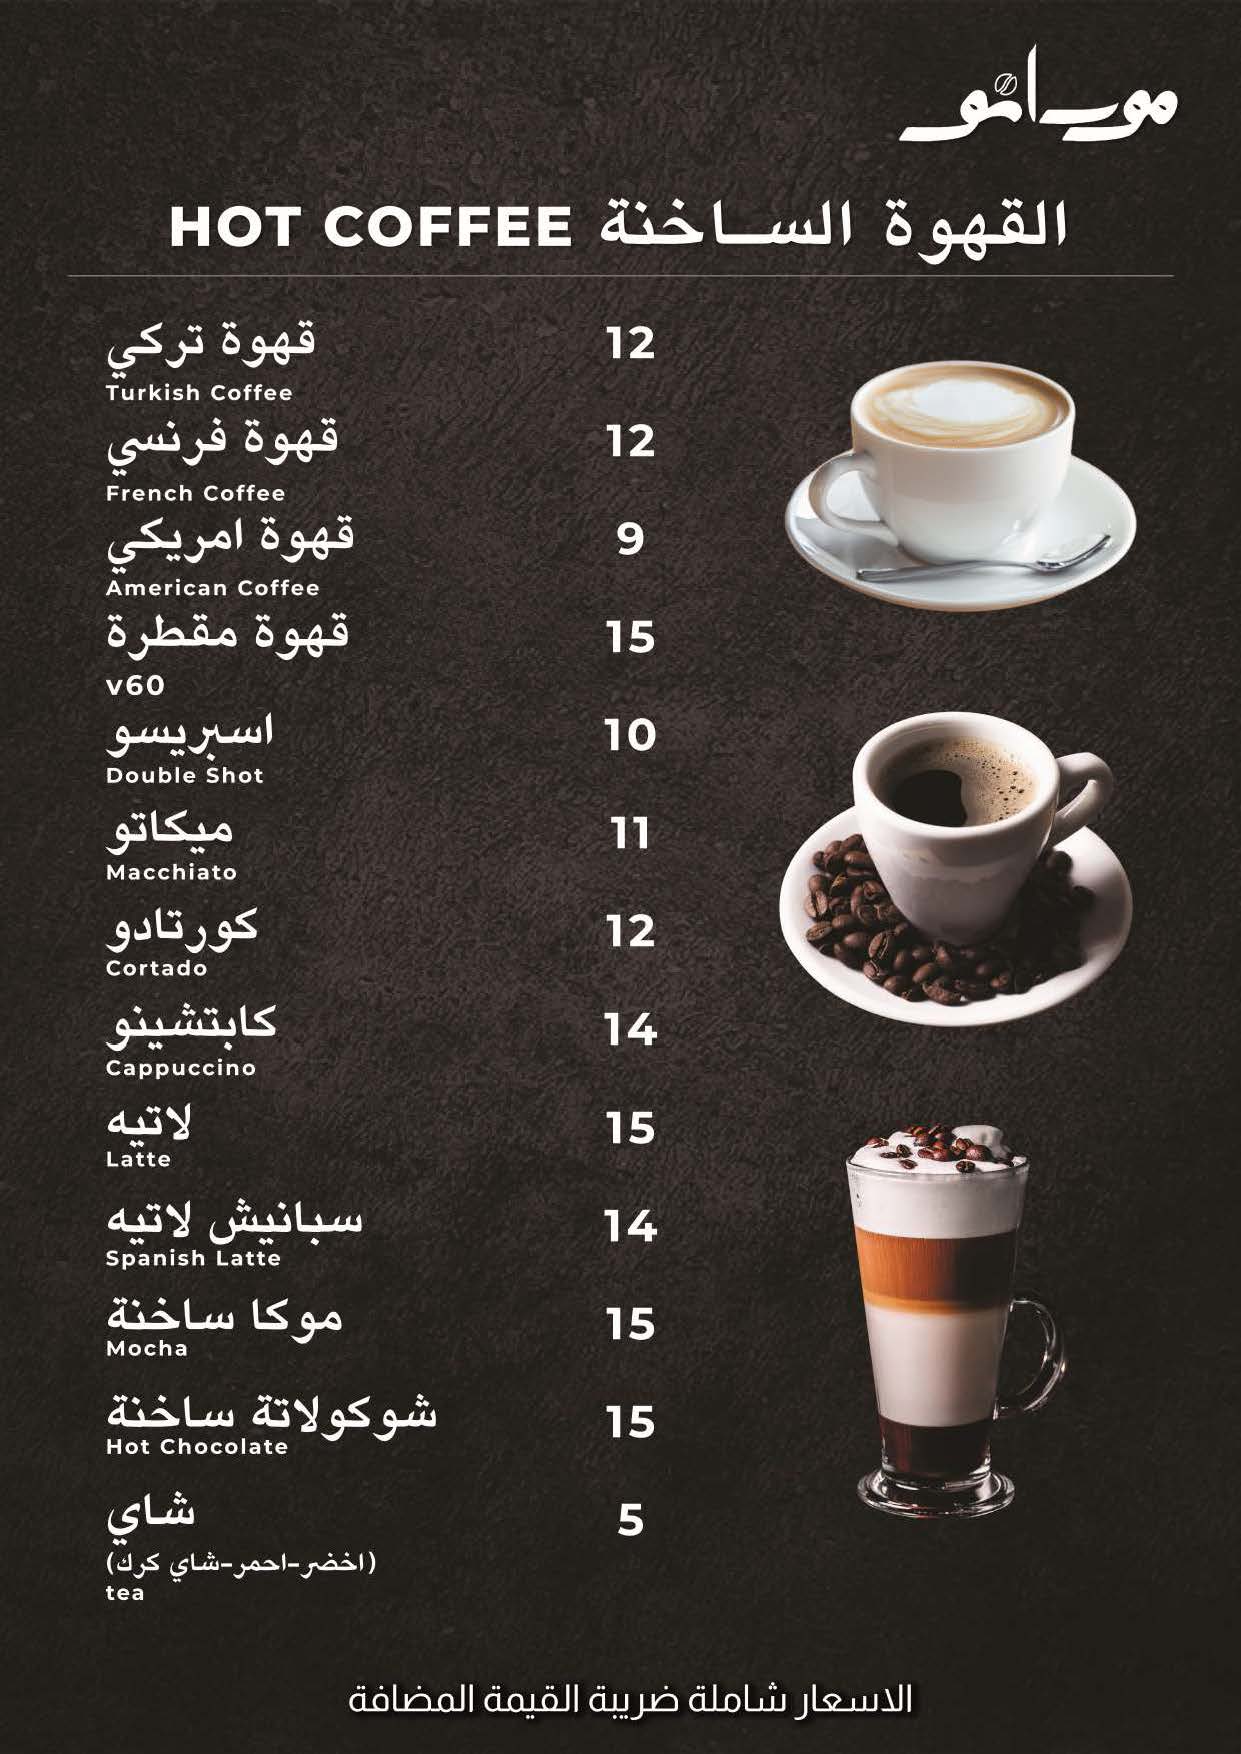 مورانو
القهوة الساخنة HOT COFFEE
قهوة تركي 12
Turkish Coffee
قهوة فرنسي 12
French Coffee
قهوة امريكي 9
American Coffee
قهوة مقطرة 15
v60
اسبريسو 10
Double Shot
ميكاتو 11
Macchiato
كورتادو 12
Cortado
كابتشينو 14
Cappuccino
لاتيه 15
Latte
سبانيش لاتيه 14
Spanish Latte
موكا ساخنة 15
Mocha
شوكولاتة ساخنة 15
Hot Chocolate
شاي 5
(اخضر-احمر-شاي كرك)
tea
الاسعار شاملة ضريبة القيمة المضافة